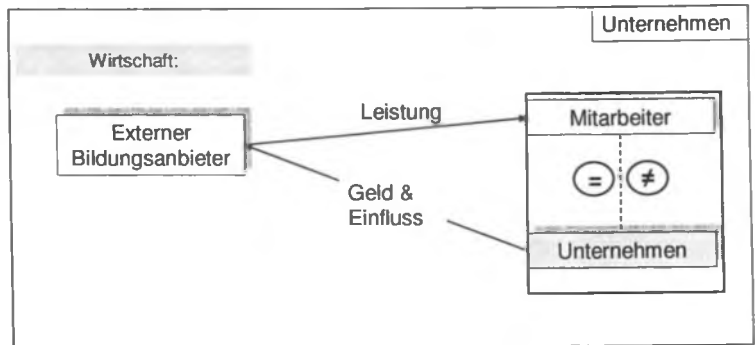 Unternehmen
Wirtschaft:
Leistung
Externer
Bildungsanbieter
Mitarbeiter
= ≠
Geld &
Einfluss
Unternehmen